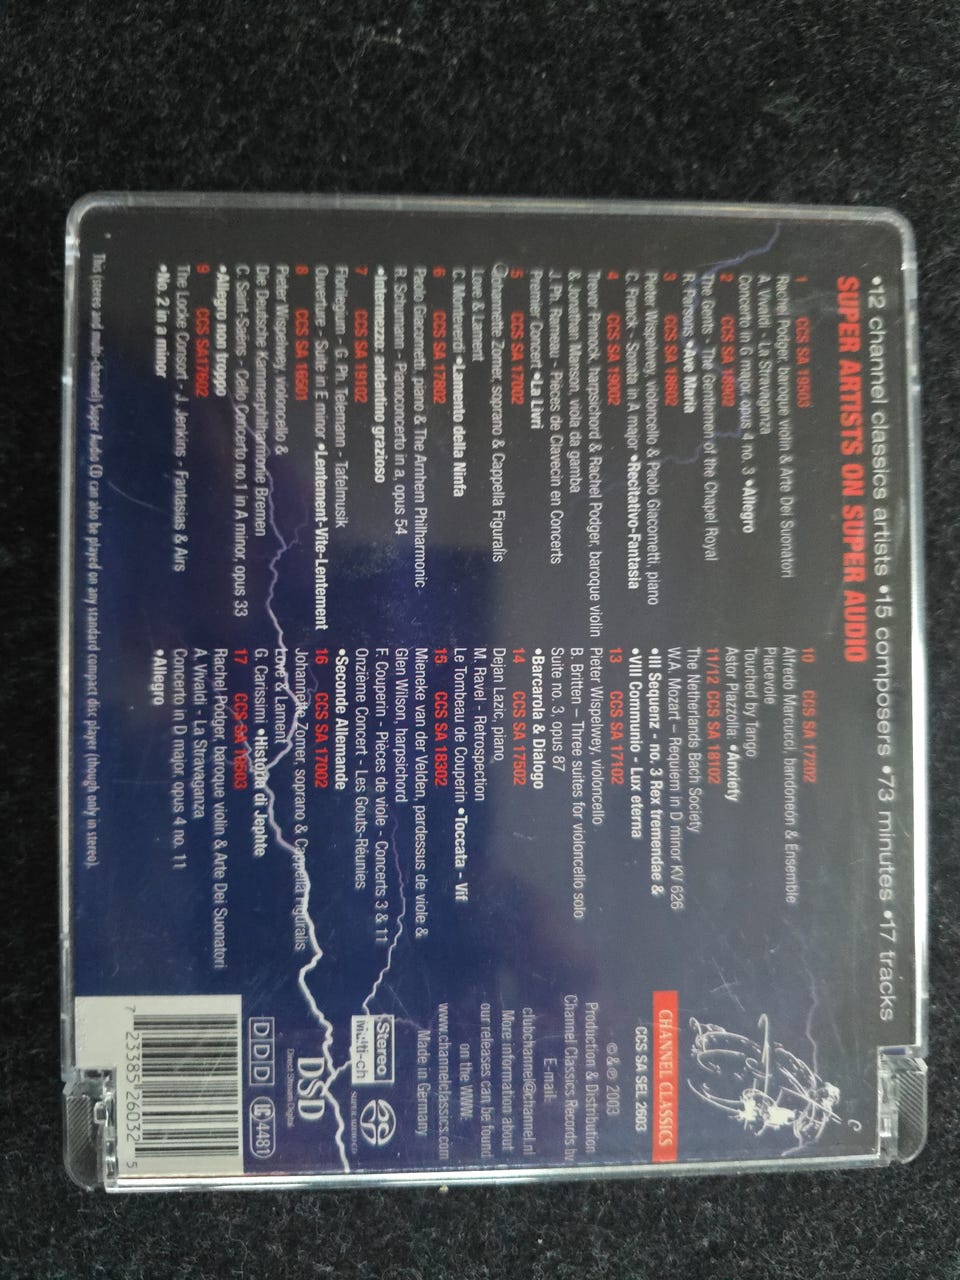 •12 channel classics artists •15 composers •73 minutes •17 tracks
SUPER ARTISTS ON SUPER AUDIO
1 CCS SA 19503
Rachel Podger, baroque violin & Arte Dei Suonatori
A. Vivaldi - La Stravaganza
Concerto in G major, opus 4 no. 3 •Allegro
2 CCS SA 18802
The Gents - The Gentlemen of the Chapel Royal
R. Parsons •Ave Maria
3 CCS SA 18602
Pieter Wispelwey, violoncello & Paolo Giacometti, piano
C. Franck - Sonata in A major •Recitativo-Fantasia
4 CCS SA 19002
Trevor Pinnock, harpsichord & Rachel Podger, baroque violin
& Jonathan Manson, viola da gamba
J. Ph. Rameau - Pièces de Clavecin en Concerts
Premier Concert •La Livri
5 CCS SA 17002
Johannette Zomer, soprano & Cappella Figuralis
Love & Lament
C. Monteverdi •Lamento della Ninfa
6 CCS SA 17802
Paolo Giacometti, piano & The Arnhem Philharmonic
R. Schumann - Pianoconcerto in a, opus 54
•Intermezzo: andantino grazioso
7 CCS SA 19102
Florilegium - G. Ph. Telemann - Tafelmusik
Ouverture - Suite in E minor •Lentement-Vite-Lentement
8 CCS SA 16501
Pieter Wispelwey, violoncello &
Die Deutsche Kammerphilharmonie Bremen
C. Saint-Saëns - Cello Concerto no.1 in A minor, opus 33
•Allegro non troppo
9 CCS SA17602
The Locke Consort - J Jenkins - Fantasias & Airs
•No. 2 in a minor
10 CCS SA 17202
Alfredo Marcucci, bandoneón & Ensemble
Piacevole
Touched by Tango
Astor Piazzolla: •Anxiety
11/12 CCS SA 18102
The Netherlands Bach Society
W.A. Mozart – Requiem in D minor KV 626
•III Sequenz - no. 3 Rex tremendae &
•VIII Communio - Lux eterna
13 CCS SA 17102
Pieter Wispelwey, violoncello
B. Britten – Three suites for violoncello solo
Suite no. 3, opus 87
•Barcarola & Dialogo
14 CCS SA 17502
Dejan Lazic, piano
M. Ravel - Retrospection
Le Tombeau de Couperin •Toccata - Vif
15 CCS SA 18302
Mieneke van der Velden, pardessus de viole &
Glen Wilson, harpsichord
F. Couperin - Pièces de viole - Concerts 3 & 11
Onzième Concert - Les Gouts-Réunies
•Seconde Allemande
16 CCS SA 17002
Johannette Zomer, soprano & Cappella Figuralis
Love & Lament
G. Carissimi •Historia di Jephte
17 CCS SA 19503
Rachel Podger, baroque violin & Arte Dei Suonatori
A. Vivaldi - La Stravaganza
Concerto in D major, opus 4 no. 11
•Allegro
CHANNEL CLASSICS
CCS SA SEL 2603
©&℗ 2003
Production & Distribution
Channel Classics Records bv
E-mail:
clubchannel@channel.nl
More information about
our releases can be found
on the WWW:
www.channelclassics.com
Made in Germany
Stereo
Multi-ch
SUPER AUDIO CD
DSD
Direct Stream Digital
DDD
LC 4481
7 23385 26032 5
This (stereo and multi-channel) Super Audio CD can also be played on any standard compact disc player (though only in stereo).